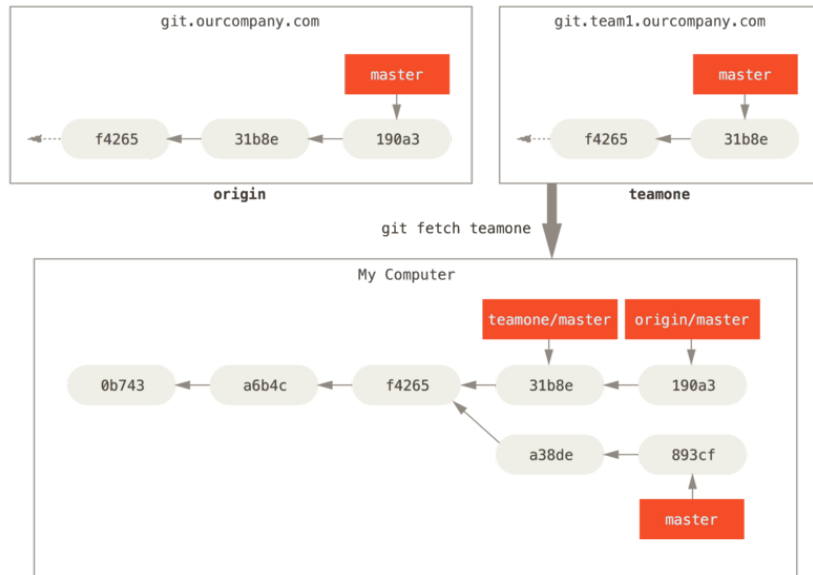 git.ourcompany.com
master
f4265
31b8e
190a3
origin
git.team1.ourcompany.com
master
f4265
31b8e
teamone
git fetch teamone
My Computer
teamone/master
origin/master
0b743
a6b4c
f4265
31b8e
190a3
a38de
893cf
master